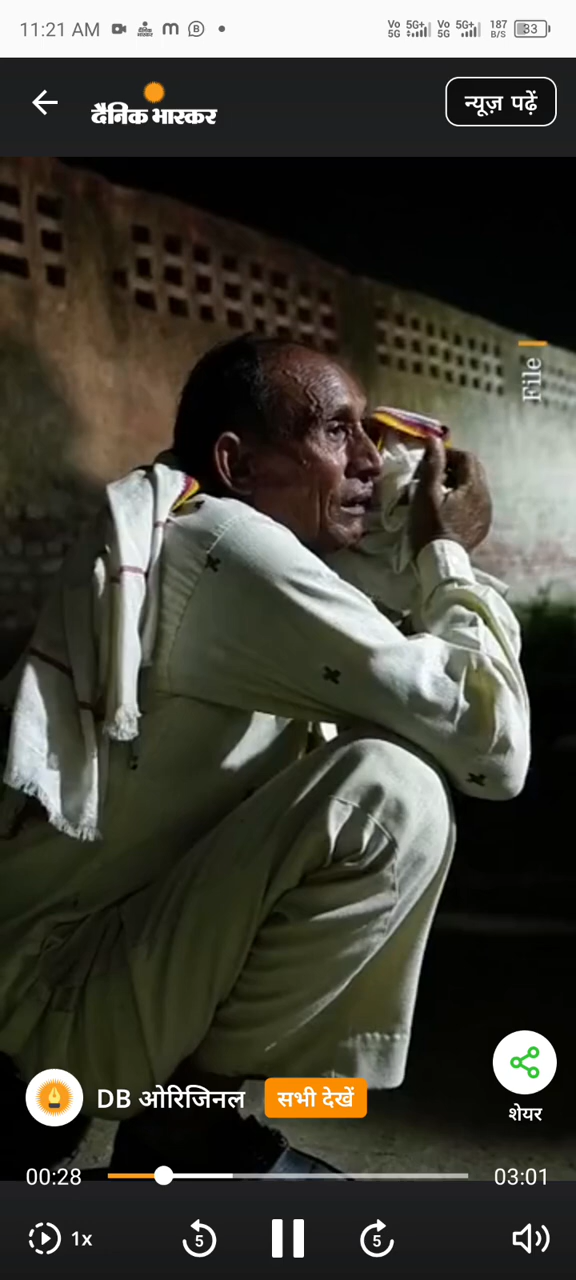 11:21 AM
Vo 5G 5G+ Vo 5G 5G+ 187 B/S 33
दैनिक भास्कर
न्यूज़ पढ़ें
File
DB ओरिजिनल
सभी देखें
शेयर
00:28
03:01
1x
5
5